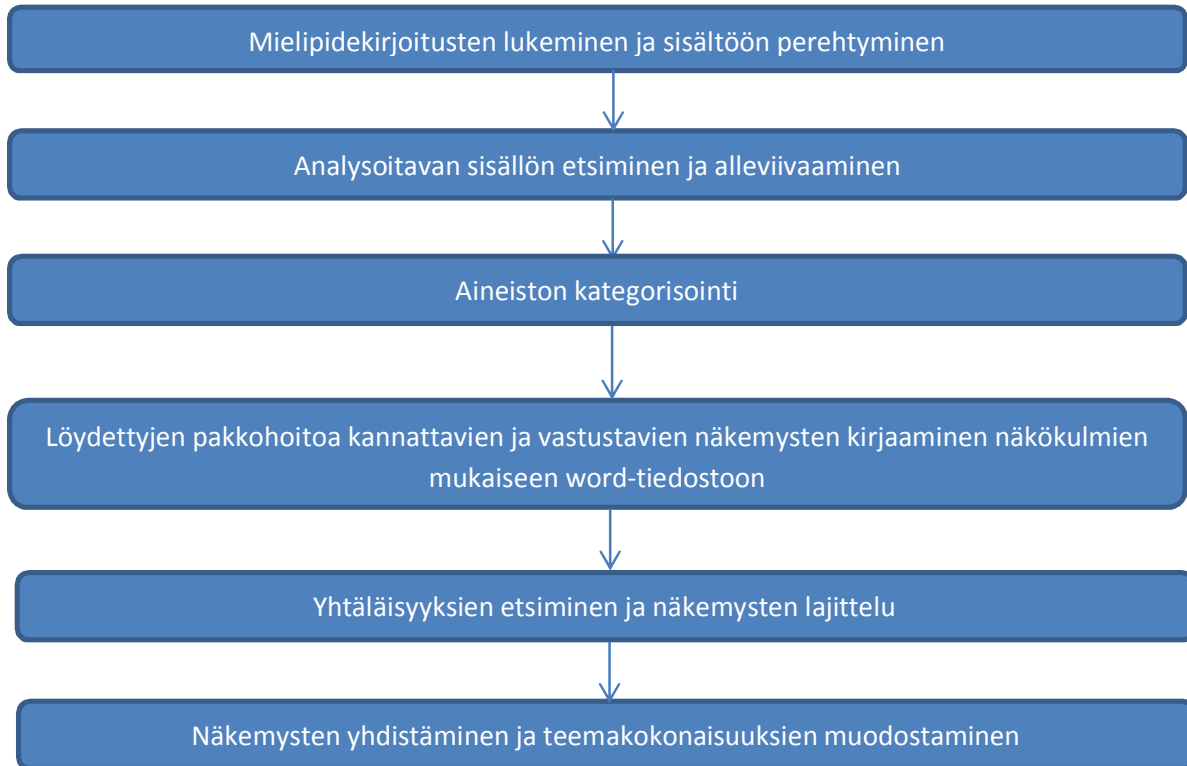 Mielipidekirjoitusten lukeminen ja sisältöön perehtyminen
Analysoitavan sisällön etsiminen ja alleviivaaminen
Aineiston kategorisointi
Löydettyjen pakkohoitoa kannattavien ja vastustavien näkemysten kirjaaminen näkökulmien
mukaiseen word-tiedostoon
Yhtäläisyyksien etsiminen ja näkemysten lajittelu
Näkemysten yhdistäminen ja teemakokonaisuuksien muodostaminen